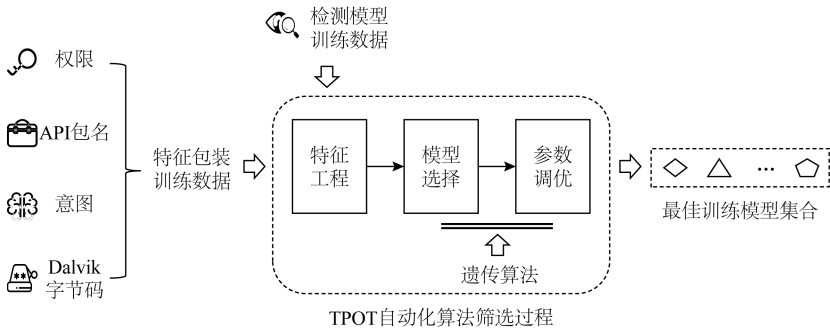 检测模型
训练数据
权限
API包名
意图
Dalvik
字节码
特征包装
训练数据
特征
工程
模型
选择
参数
调优
遗传算法
TPOT自动化算法筛选过程
...
最佳训练模型集合